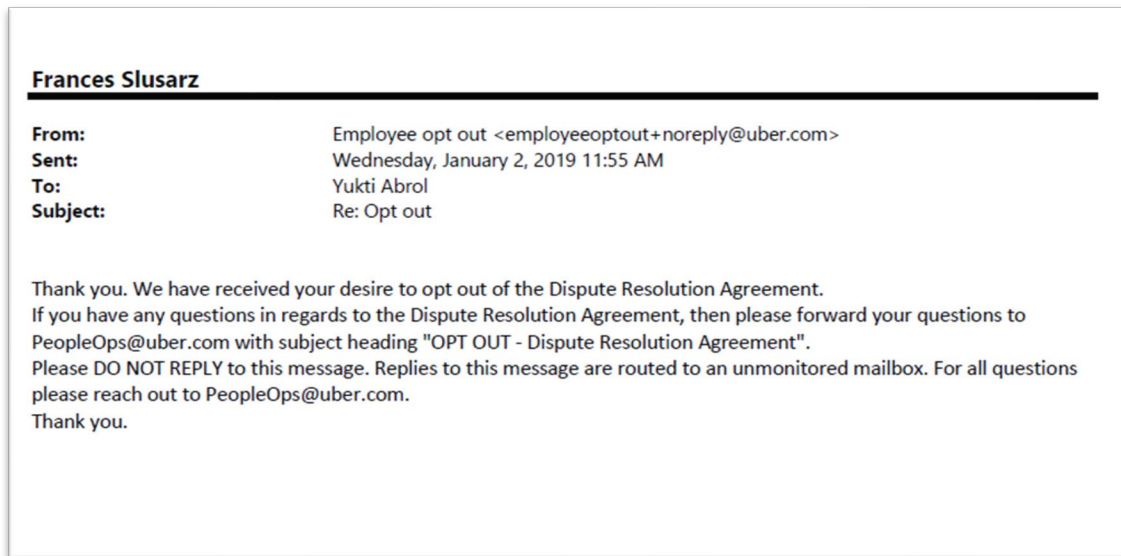 Frances Slusarz
From: Employee opt out <employeeoptout+noreply@uber.com>
Sent: Wednesday, January 2, 2019 11:55 AM
To: Yukti Abrol
Subject: Re: Opt out
Thank you. We have received your desire to opt out of the Dispute Resolution Agreement.
If you have any questions in regards to the Dispute Resolution Agreement, then please forward your questions to
PeopleOps@uber.com with subject heading "OPT OUT - Dispute Resolution Agreement".
Please DO NOT REPLY to this message. Replies to this message are routed to an unmonitored mailbox. For all questions
please reach out to PeopleOps@uber.com.
Thank you.